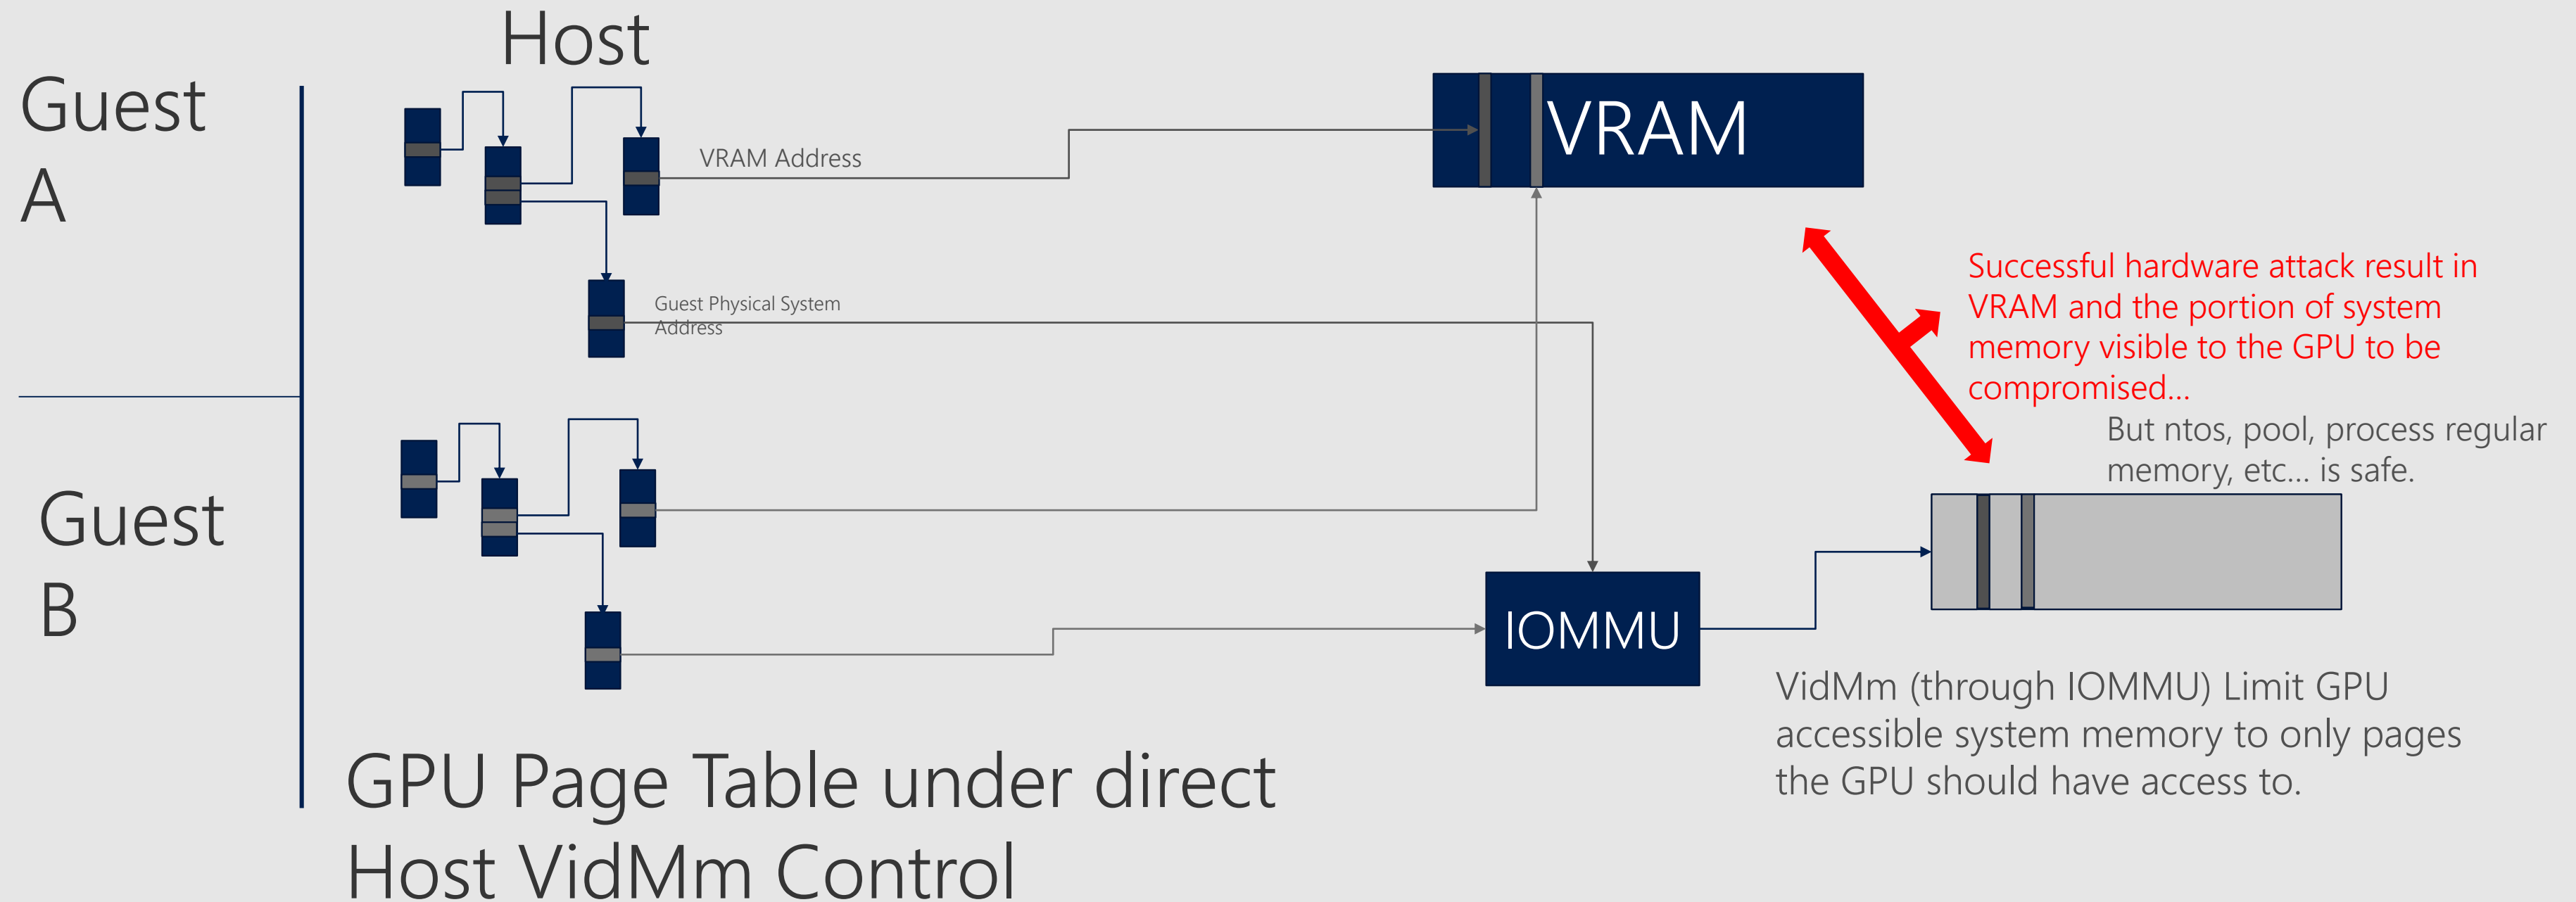 Host
Guest
A
VRAM Address
VRAM
Guest Physical System
Address
Successful hardware attack result in
VRAM and the portion of system
memory visible to the GPU to be
compromised...
But ntos, pool, process regular
memory, etc... is safe.
Guest
B
IOMMU
VidMm (through IOMMU) Limit GPU
accessible system memory to only pages
the GPU should have access to.
GPU Page Table under direct
Host VidMm Control